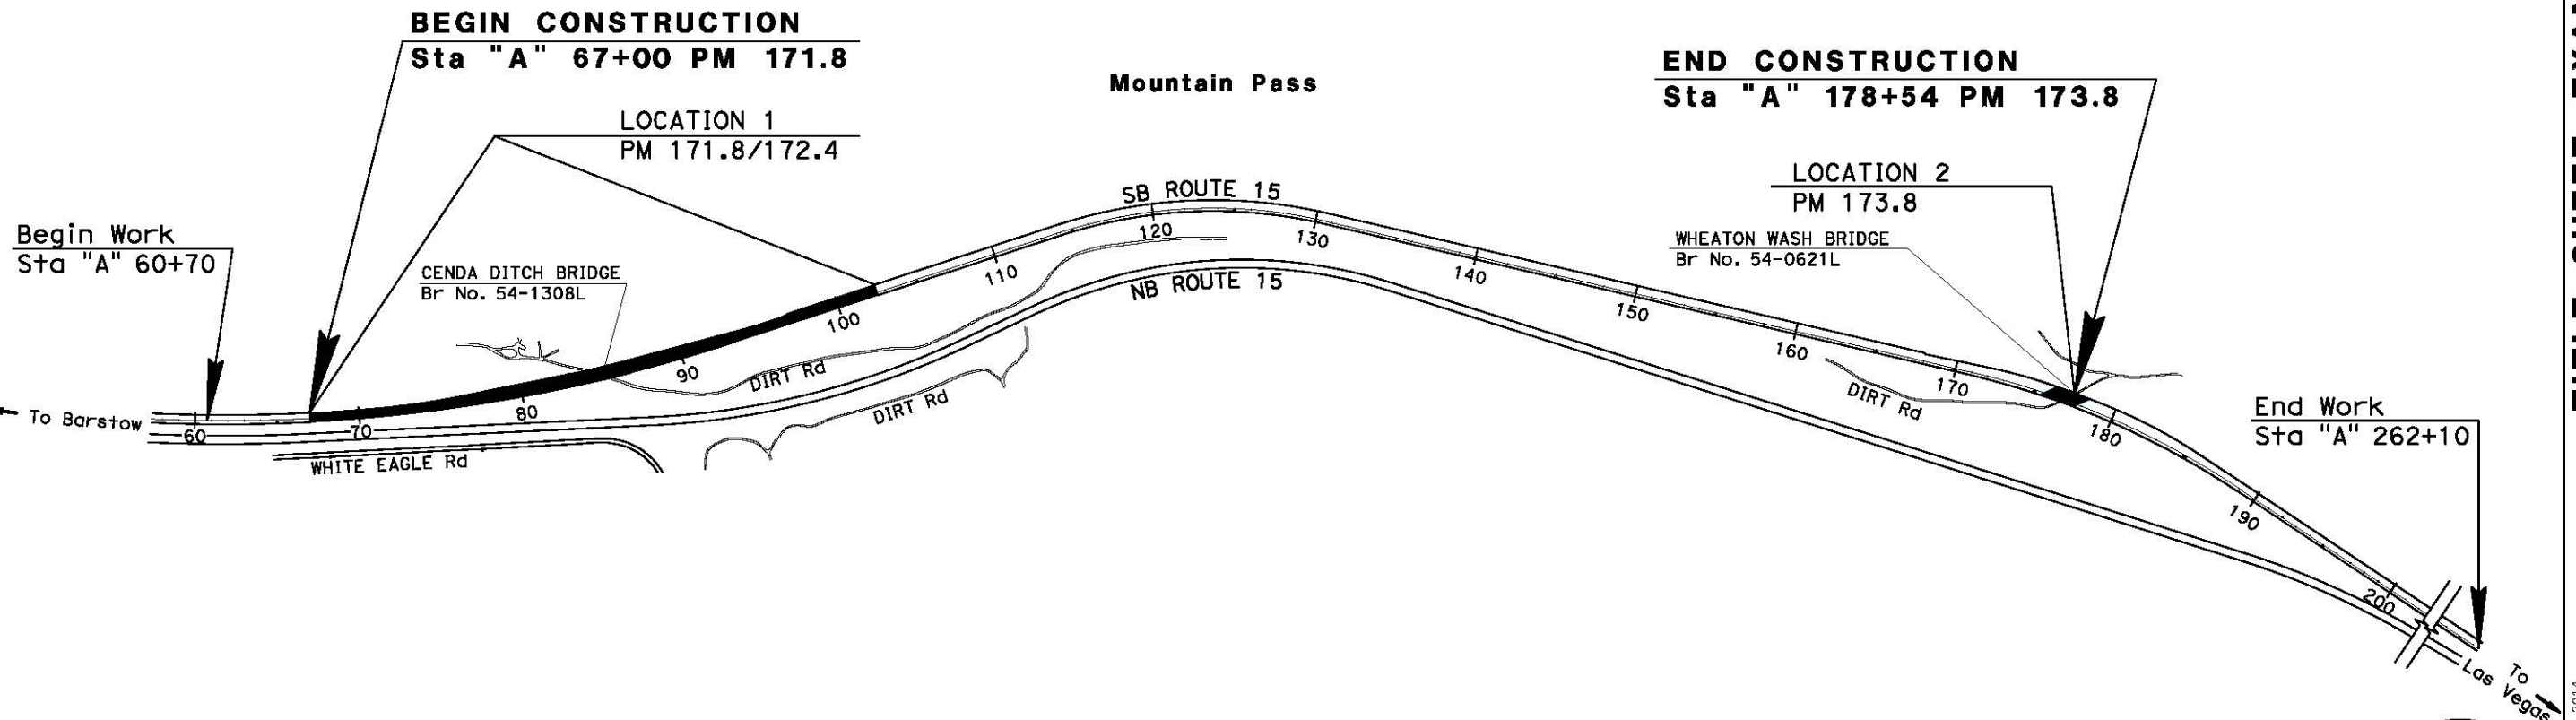 BEGIN CONSTRUCTION
Sta "A" 67+00 PM 171.8
LOCATION 1
PM 171.8/172.4
Mountain Pass
END CONSTRUCTION
Sta "A" 178+54 PM 173.8
LOCATION 2
PM 173.8
WHEATON WASH BRIDGE
Br No. 54-0621L
Begin Work
Sta "A" 60+70
CENDA DITCH BRIDGE
Br No. 54-1308L
SB ROUTE 15
NB ROUTE 15
To Barstow
60
70
80
90
100
110
120
130
140
150
160
170
180
190
200
DIRT Rd
DIRT Rd
DIRT Rd
WHITE EAGLE Rd
End Work
Sta "A" 262+10
To
Las Vegas